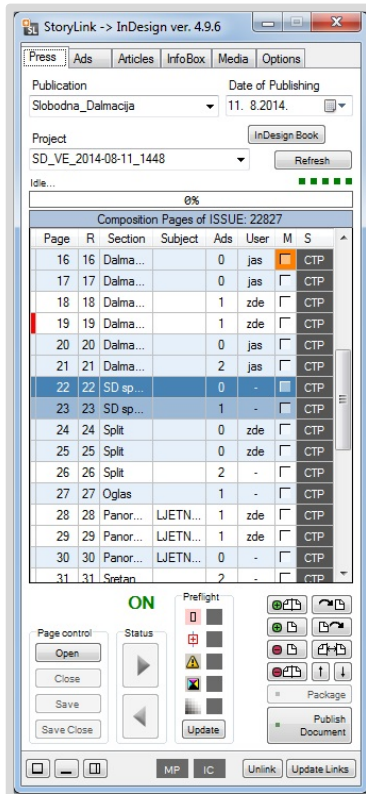 StoryLink -> InDesign ver. 4.9.6
Press Ads Articles InfoBox Media Options
Publication Date of Publishing
Slobodna_Dalmacija 11. 8.2014.
Project InDesign Book
SD_VE_2014-08-11_1448 Refresh
Idle...
0%
Composition Pages of ISSUE: 22827
Page R Section Subject Ads User M S
16 16 Dalma... 0 jas CTP
17 17 Dalma... 0 jas CTP
18 18 Dalma... 1 zde CTP
19 19 Dalma... 1 zde CTP
20 20 Dalma... 0 jas CTP
21 21 Dalma... 2 jas CTP
22 22 SD sp... 0 - CTP
23 23 SD sp... 1 - CTP
24 24 Split 0 zde CTP
25 25 Split 0 zde CTP
26 26 Split 2 - CTP
27 27 Oglas 1 - CTP
28 28 Panor... LJETN... 1 zde CTP
29 29 Panor... LJETN... 1 zde CTP
30 30 Panor... LJETN... 0 - CTP
31 31 Sretan 2 - CTP
ON Preflight
Page control Status
Open
Close
Save Package
Save Close Update Publish
Document
MP IC Unlink Update Links